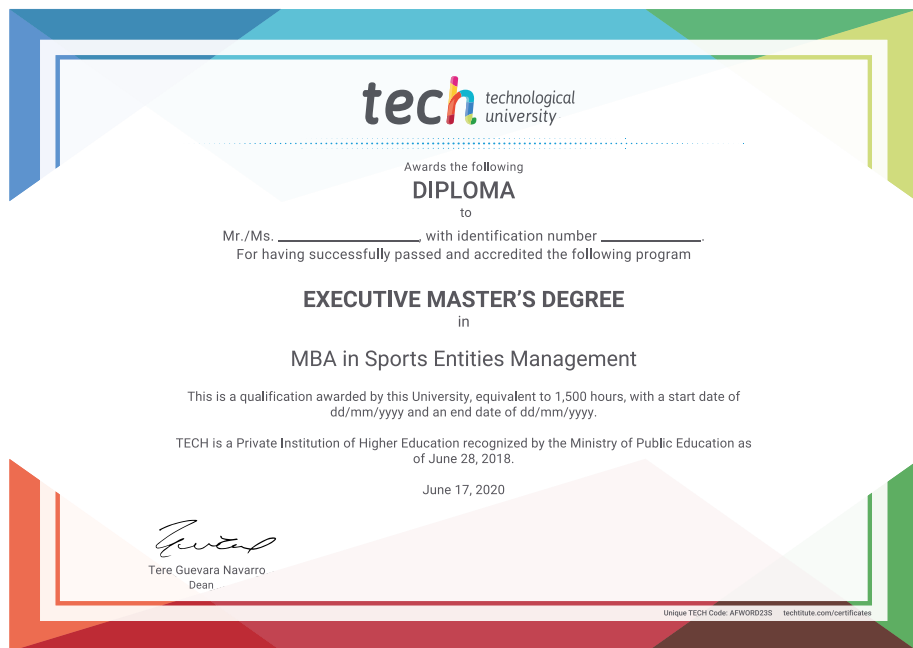 tech technological
university
Awards the following
DIPLOMA
to
Mr./Ms. ____________________, with identification number ______________.
For having successfully passed and accredited the following program
EXECUTIVE MASTER'S DEGREE
in
MBA in Sports Entities Management
This is a qualification awarded by this University, equivalent to 1,500 hours, with a start date of
dd/mm/yyyy and an end date of dd/mm/yyyy.
TECH is a Private Institution of Higher Education recognized by the Ministry of Public Education as
of June 28, 2018.
June 17, 2020
Tere Guevara Navarro
Dean
Unique TECH Code: AFWORD23S techtitute.com/certificates